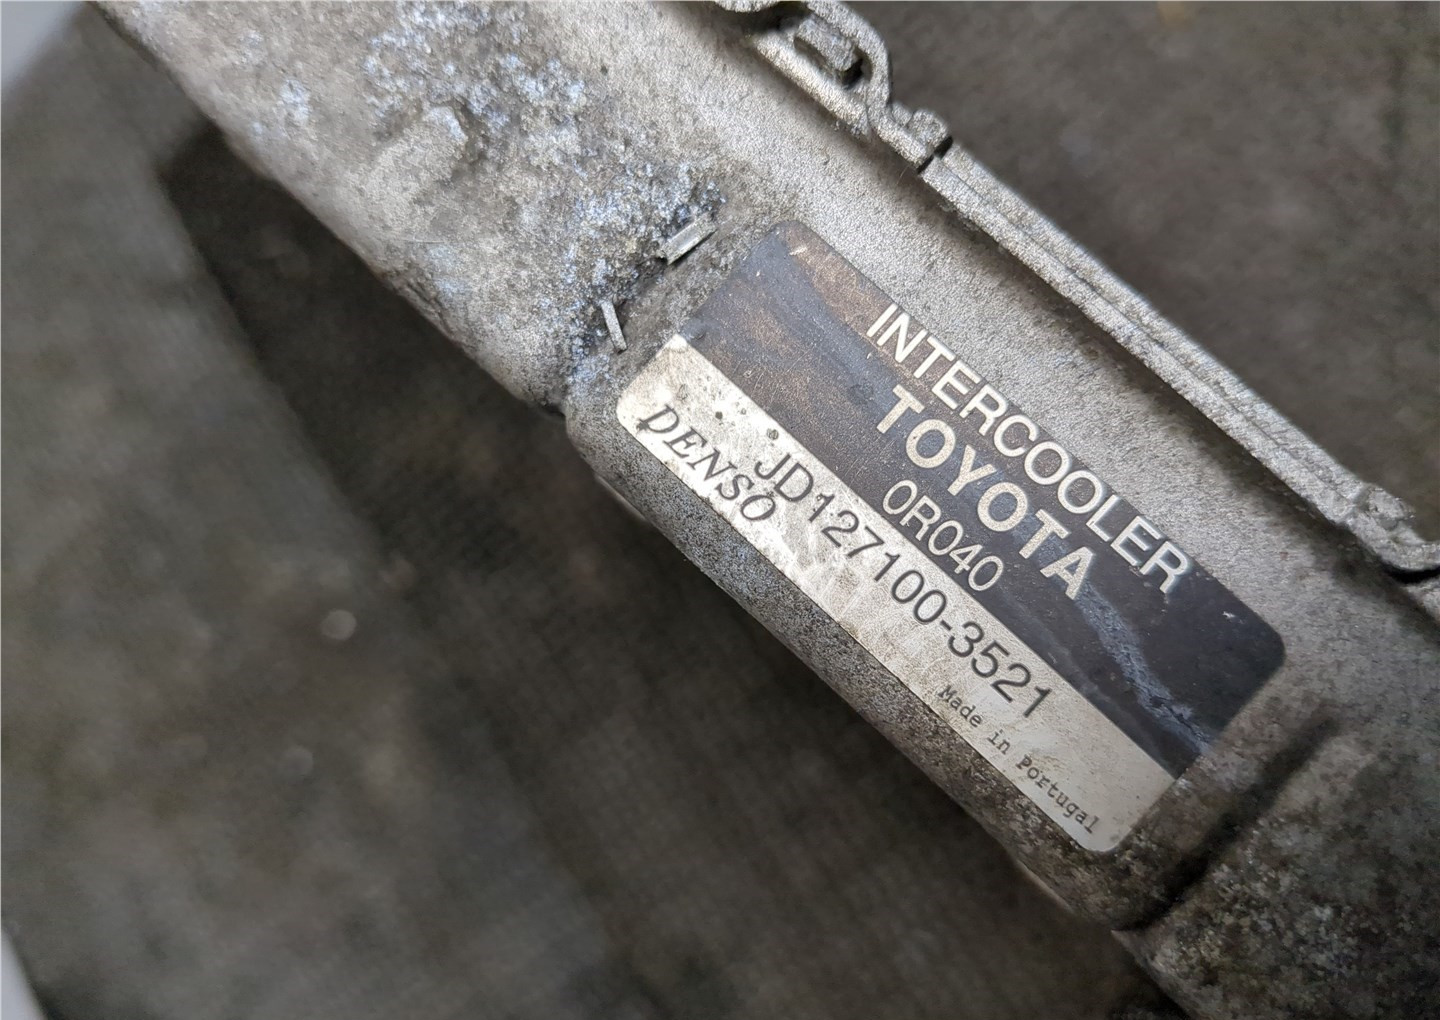 INTERCOOLER
TOYOTA
0R040
JD127100-3521
DENSO
Made in Portugal